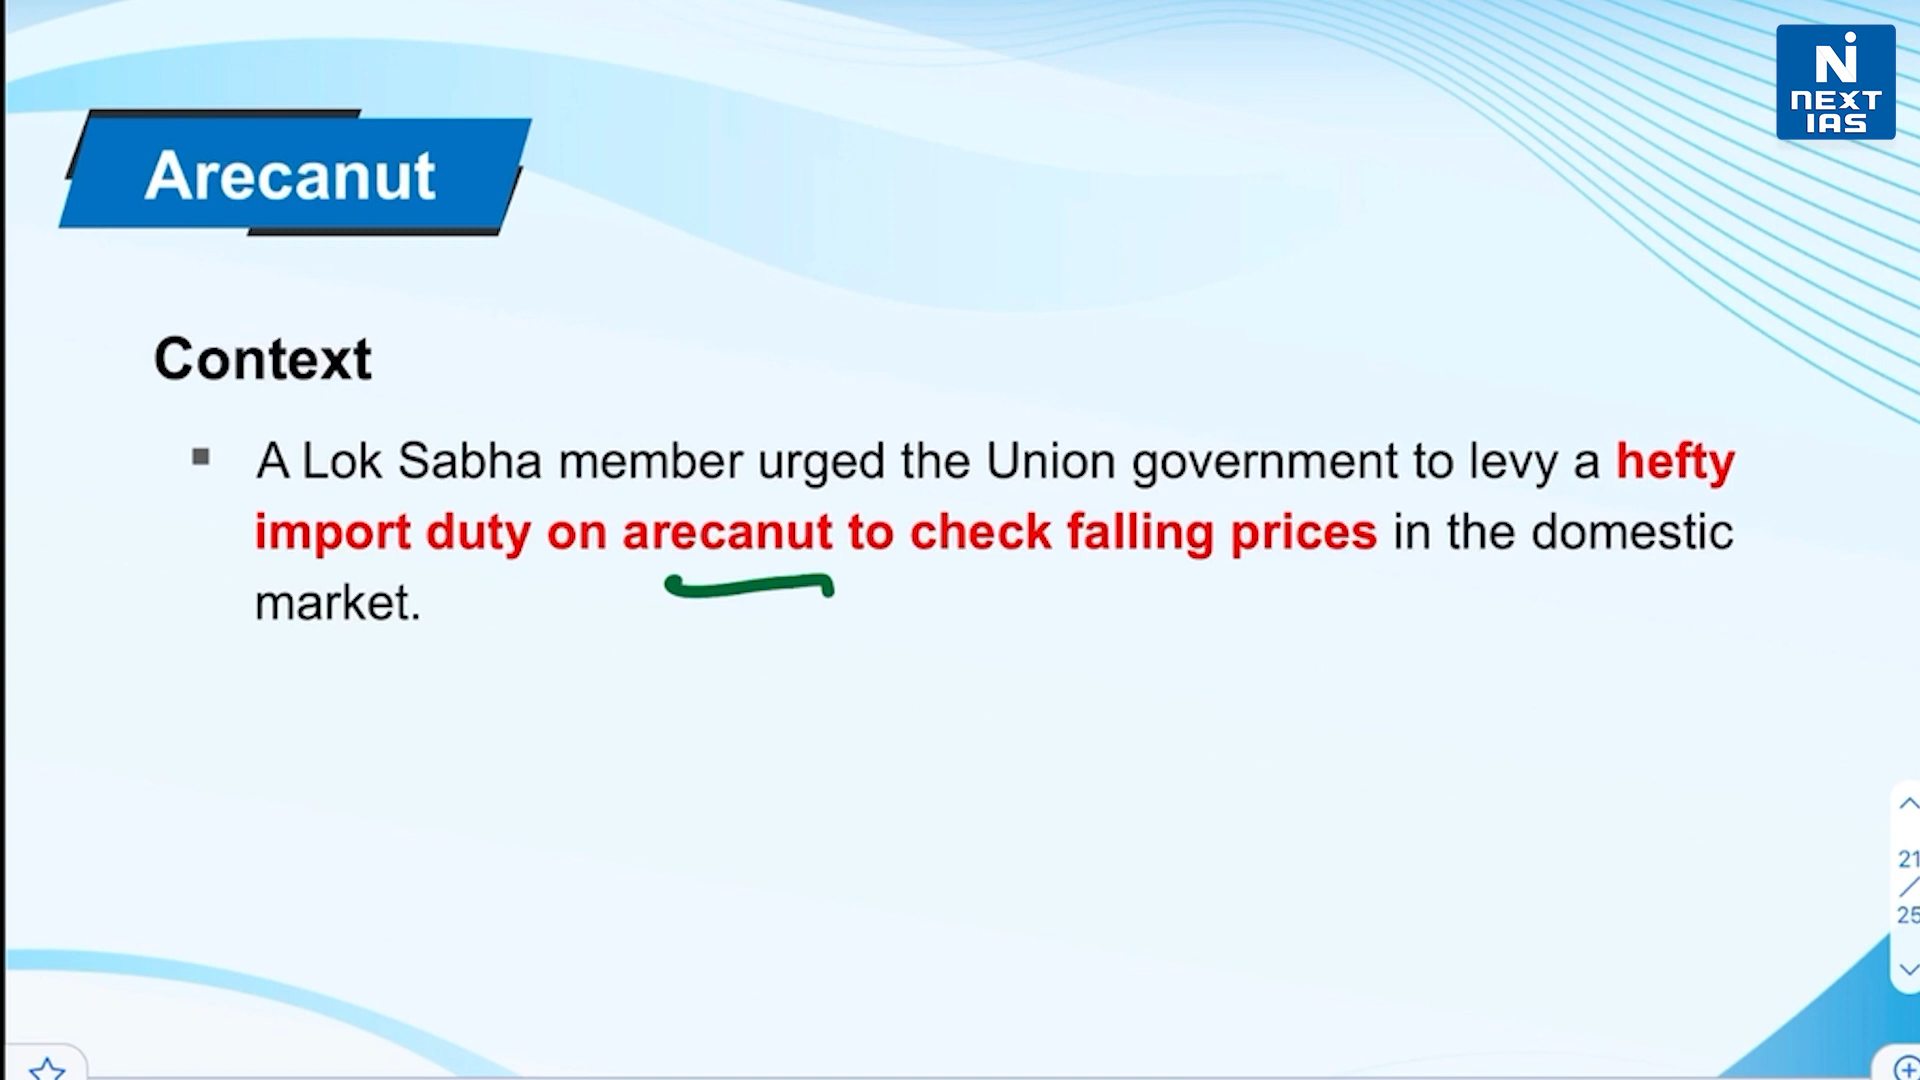 NEXT
IAS
Arecanut
Context
▪ A Lok Sabha member urged the Union government to levy a hefty
import duty on arecanut to check falling prices in the domestic
market.
21
/
25